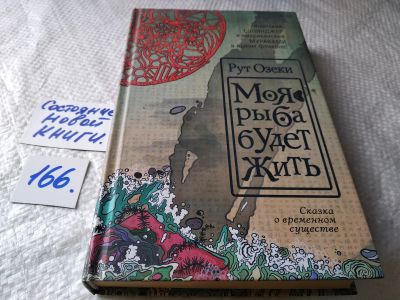 Рут Озеки
Моя
рыба
будет
жить
Сказка
о временном
существе
Состояние
новой
книги.
166.